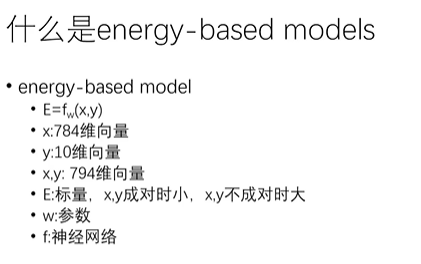 什么是energy-based models
• energy-based model
• E=fw(x,y)
• x:784维向量
• y:10维向量
• x,y: 794维向量
• E:标量，x,y成对时小，x,y不成对时大
• w:参数
• f:神经网络